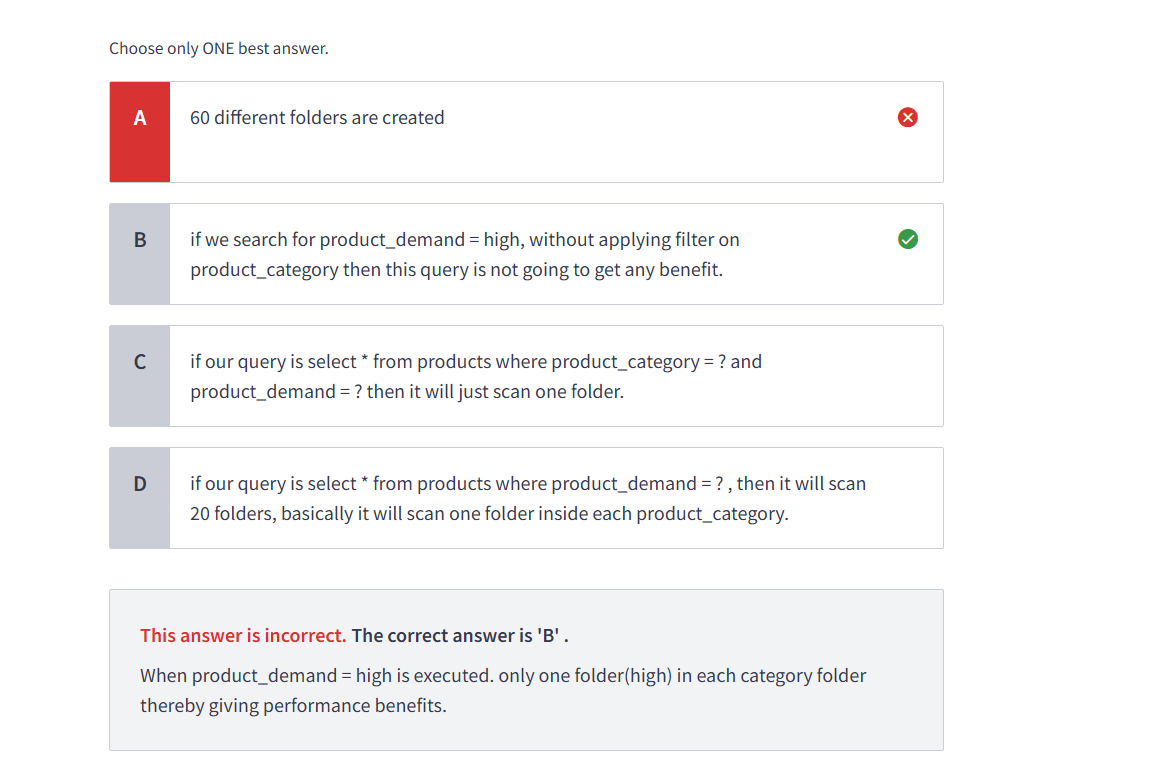 Choose only ONE best answer.
A
60 different folders are created
B
if we search for product_demand = high, without applying filter on
product_category then this query is not going to get any benefit.
C
if our query is select * from products where product_category = ? and
product_demand = ? then it will just scan one folder.
D
if our query is select * from products where product_demand = ? , then it will scan
20 folders, basically it will scan one folder inside each product_category.
This answer is incorrect. The correct answer is 'B' .
When product_demand = high is executed. only one folder(high) in each category folder
thereby giving performance benefits.